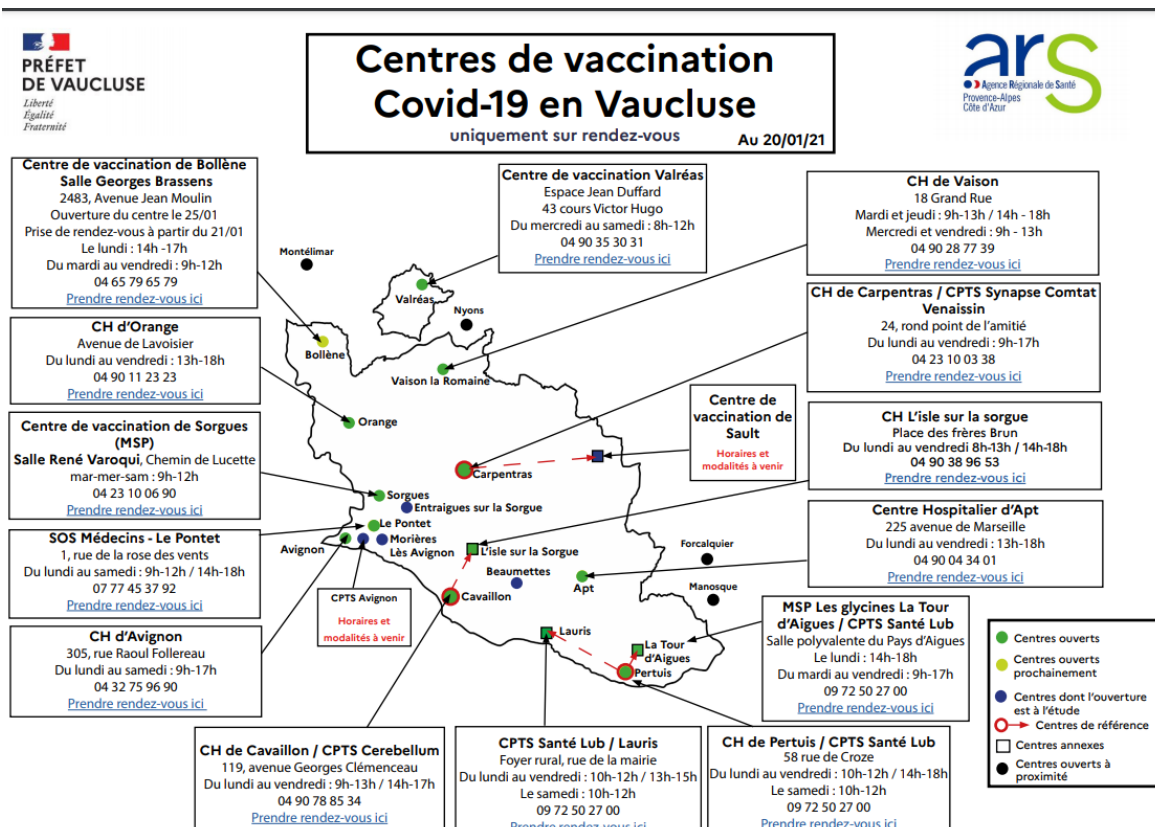 PRÉFET
DE VAUCLUSE
Liberté
Égalité
Fraternité
Centres de vaccination
Covid-19 en Vaucluse
uniquement sur rendez-vous
Au 20/01/21
ars
Agence Régionale de Santé
Provence-Alpes
Côte d'Azur
Centre de vaccination de Bollène
Salle Georges Brassens
2483, Avenue Jean Moulin
Ouverture du centre le 25/01
Prise de rendez-vous à partir du 21/01
Le lundi : 14h -17h
Du mardi au vendredi : 9h-12h
04 65 79 65 79
Prendre rendez-vous ici
CH d'Orange
Avenue de Lavoisier
Du lundi au vendredi : 13h-18h
04 90 11 23 23
Prendre rendez-vous ici
Centre de vaccination de Sorgues
(MSP)
Salle René Varoqui, Chemin de Lucette
mar-mer-sam : 9h-12h
04 23 10 06 90
Prendre rendez-vous ici
SOS Médecins - Le Pontet
1, rue de la rose des vents
Du lundi au samedi : 9h-12h / 14h-18h
07 77 45 37 92
Prendre rendez-vous ici
CH d'Avignon
305, rue Raoul Follereau
Du lundi au samedi : 9h-17h
04 32 75 96 90
Prendre rendez-vous ici
Centre de vaccination Valréas
Espace Jean Duffard
43 cours Victor Hugo
Du mercredi au samedi : 8h-12h
04 90 35 30 31
Prendre rendez-vous ici
CH de Vaison
18 Grand Rue
Mardi et jeudi : 9h-13h / 14h - 18h
Mercredi et vendredi : 9h - 13h
04 90 28 77 39
Prendre rendez-vous ici
CH de Carpentras / CPTS Synapse Comtat
Venaissin
24, rond point de l'amitié
Du lundi au vendredi : 9h-17h
04 23 10 03 38
Prendre rendez-vous ici
Centre de
vaccination de
Sault
Horaires et
modalités à venir
CH L'isle sur la sorgue
Place des frères Brun
Du lundi au vendredi 8h-13h / 14h-18h
04 90 38 96 53
Prendre rendez-vous ici
Centre Hospitalier d'Apt
225 avenue de Marseille
Du lundi au vendredi : 13h-18h
04 90 04 34 01
Prendre rendez-vous ici
MSP Les glycines La Tour
d'Aigues / CPTS Santé Lub
Salle polyvalente du Pays d'Aigues
Le lundi : 14h-18h
Du mardi au vendredi : 9h-17h
09 72 50 27 00
Prendre rendez-vous ici
Montélimar
Valréas
Nyons
Bollène
Vaison la Romaine
Orange
Carpentras
Sorgues
Entraigues sur la Sorgue
Le Pontet
Avignon
Morières
Lès Avignon
L'isle sur la Sorgue
Beaumettes
Cavaillon
Apt
Forcalquier
Manosque
Lauris
La Tour
d'Aigues
Pertuis
CPTS Avignon
Horaires et
modalités à venir
CH de Cavaillon / CPTS Cerebellum
119, avenue Georges Clémenceau
Du lundi au vendredi : 9h-13h / 14h-17h
04 90 78 85 34
Prendre rendez-vous ici
CPTS Santé Lub / Lauris
Foyer rural, rue de la mairie
Du lundi au vendredi : 10h-12h / 13h-15h
Le samedi : 10h-12h
09 72 50 27 00
Prendre rendez-vous ici
CH de Pertuis / CPTS Santé Lub
58 rue de Croze
Du lundi au vendredi : 10h-12h / 14h-18h
Le samedi : 10h-12h
09 72 50 27 00
Prendre rendez-vous ici
Centres ouverts
Centres ouverts
prochainement
Centres dont l'ouverture
est à l'étude
Centres de référence
Centres annexes
Centres ouverts à
proximité